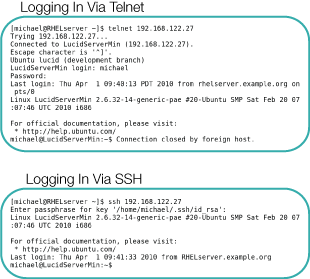 Logging In Via Telnet
[michael@RHELserver ~]$ telnet 192.168.122.27
Trying 192.168.122.27...
Connected to LucidServerMin (192.168.122.27).
Escape character is '^]'.
Ubuntu lucid (development branch)
LucidServerMin login: michael
Password:
Last login: Thu Apr  1 09:40:13 PDT 2010 from rhelserver.example.org on
 pts/0
Linux LucidServerMin 2.6.32-14-generic-pae #20-Ubuntu SMP Sat Feb 20 07
:07:46 UTC 2010 i686

For official documentation, please visit:
 * http://help.ubuntu.com/
michael@LucidServerMin:~$ Connection closed by foreign host.

Logging In Via SSH
[michael@RHELserver ~]$ ssh 192.168.122.27
Enter passphrase for key '/home/michael/.ssh/id_rsa':
Linux LucidServerMin 2.6.32-14-generic-pae #20-Ubuntu SMP Sat Feb 20 07
:07:46 UTC 2010 i686

For official documentation, please visit:
 * http://help.ubuntu.com/
Last login: Thu Apr  1 09:41:33 2010 from RHELserver.example.org
michael@LucidServerMin:~$